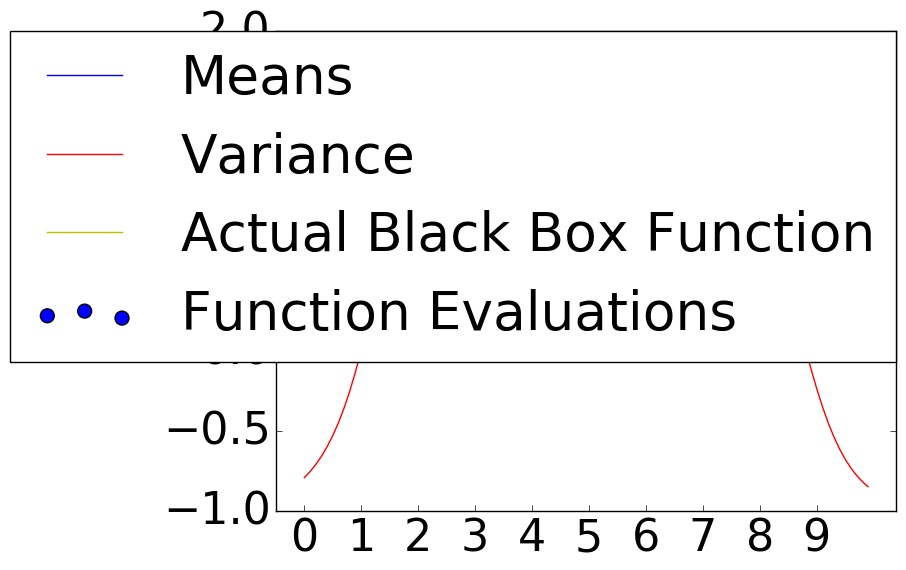 2.0
Means
Variance
Actual Black Box Function
Function Evaluations
−0.5
−1.0
0 1 2 3 4 5 6 7 8 9